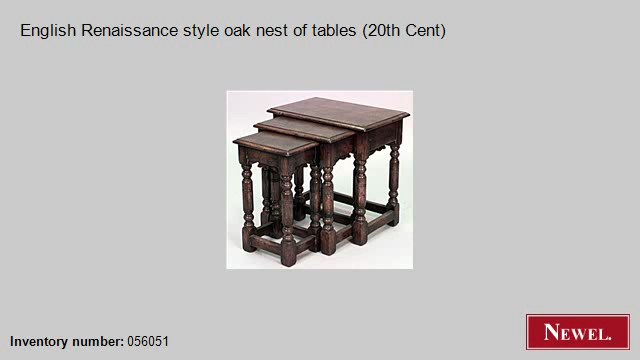 English Renaissance style oak nest of tables (20th Cent)
Inventory number: 056051
NEWEL.